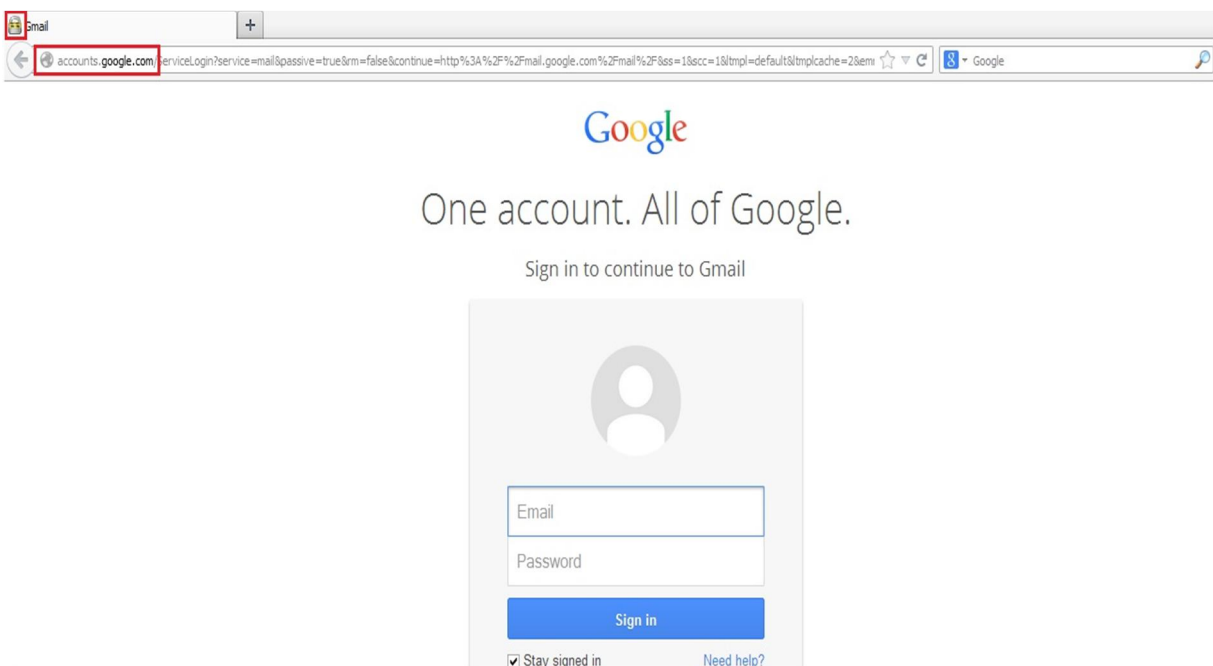 Gmail
+
accounts.google.com/ServiceLogin?service=mail&passive=true&rm=false&continue=http%3A%2F%2Fmail.google.com%2Fmail%2F&ss=1&scc=1&ltmpl=default&ltmplcache=2&em
8 Google
Google
One account. All of Google.
Sign in to continue to Gmail
Email
Password
Sign in
Stay signed in Need help?